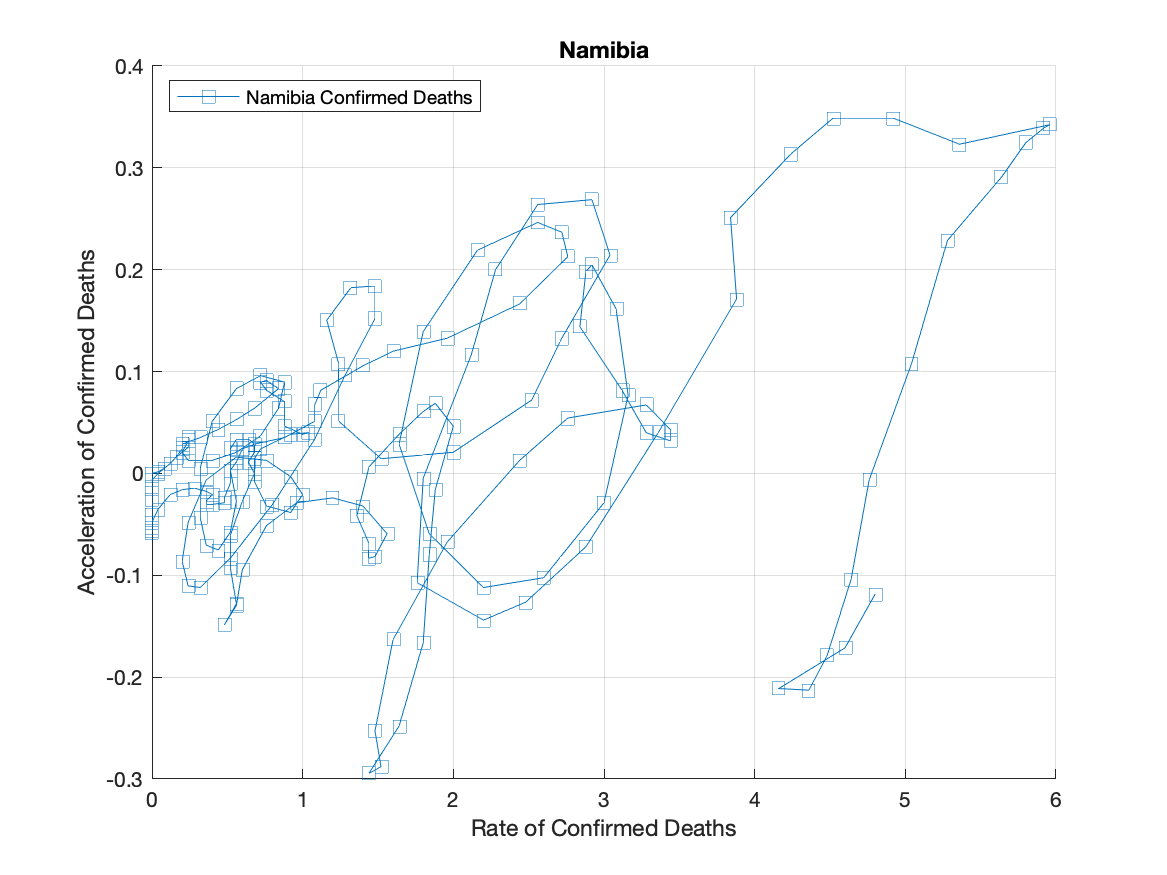 Namibia
Namibia Confirmed Deaths
0.4
0.3
0.2
0.1
0
-0.1
-0.2
-0.3
Acceleration of Confirmed Deaths
0 1 2 3 4 5 6
Rate of Confirmed Deaths